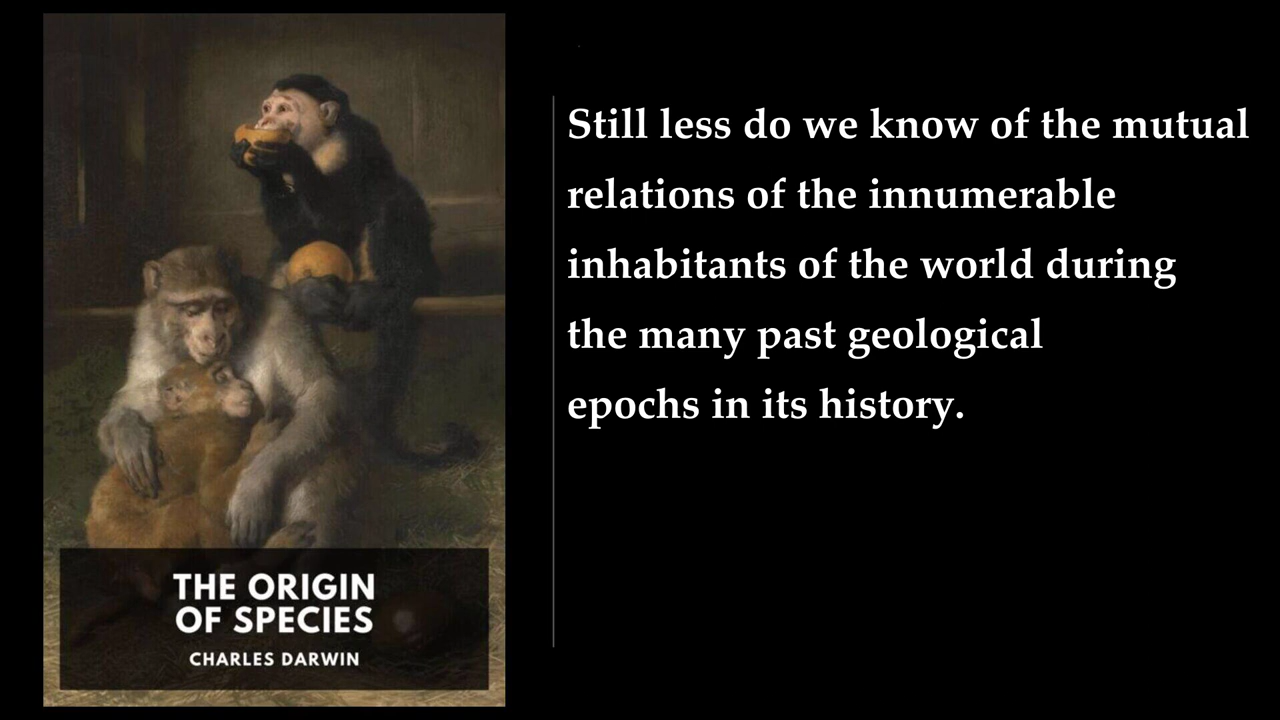 THE ORIGIN
OF SPECIES
CHARLES DARWIN
Still less do we know of the mutual
relations of the innumerable
inhabitants of the world during
the many past geological
epochs in its history.